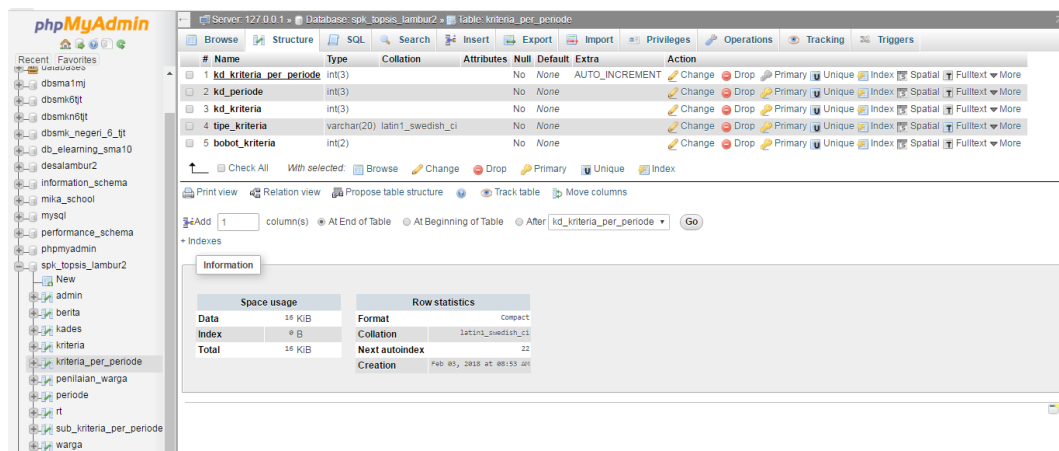 phpMyAdmin
Recent Favorites
databases
dbsma1mj
dbsmk6tjt
dbsmkn6tjt
dbsmk_negeri_6_tjt
db_elearning_sma10
desalambur2
information_schema
mika_school
mysql
performance_schema
phpmyadmin
spk_topsis_lambur2
New
admin
berita
kades
kriteria
kriteria_per_periode
penilaian_warga
periode
rt
sub_kriteria_per_periode
warga
Server: 127.0.0.1 » Database: spk_topsis_lambur2 » Table: kriteria_per_periode
Browse Structure SQL Search Insert Export Import Privileges Operations Tracking Triggers
# Name Type Collation Attributes Null Default Extra Action
1 kd_kriteria_per_periode int(3) No None AUTO_INCREMENT Change Drop Primary Unique Index Spatial Fulltext More
2 kd_periode int(3) No None Change Drop Primary Unique Index Spatial Fulltext More
3 kd_kriteria int(3) No None Change Drop Primary Unique Index Spatial Fulltext More
4 tipe_kriteria varchar(20) latin1_swedish_ci No None Change Drop Primary Unique Index Spatial Fulltext More
5 bobot_kriteria int(2) No None Change Drop Primary Unique Index Spatial Fulltext More
Check All With selected: Browse Change Drop Primary Unique Index
Print view Relation view Propose table structure Track table Move columns
Add 1 column(s) At End of Table At Beginning of Table After kd_kriteria_per_periode Go
+ Indexes
Information
Space usage
Data 16 KiB
Index 0 B
Total 16 KiB
Row statistics
Format Compact
Collation latin1_swedish_ci
Next autoindex 22
Creation Feb 03, 2018 at 08:53 AM